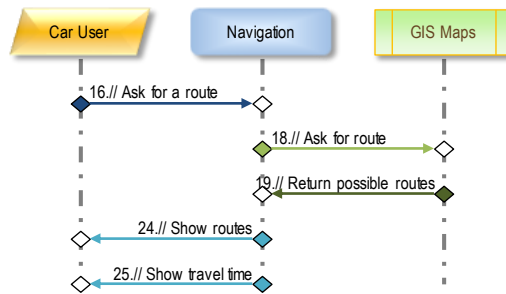 Car User
Navigation
GIS Maps
16.// Ask for a route
18.// Ask for route
19.// Return possible routes
24.// Show routes
25.// Show travel time